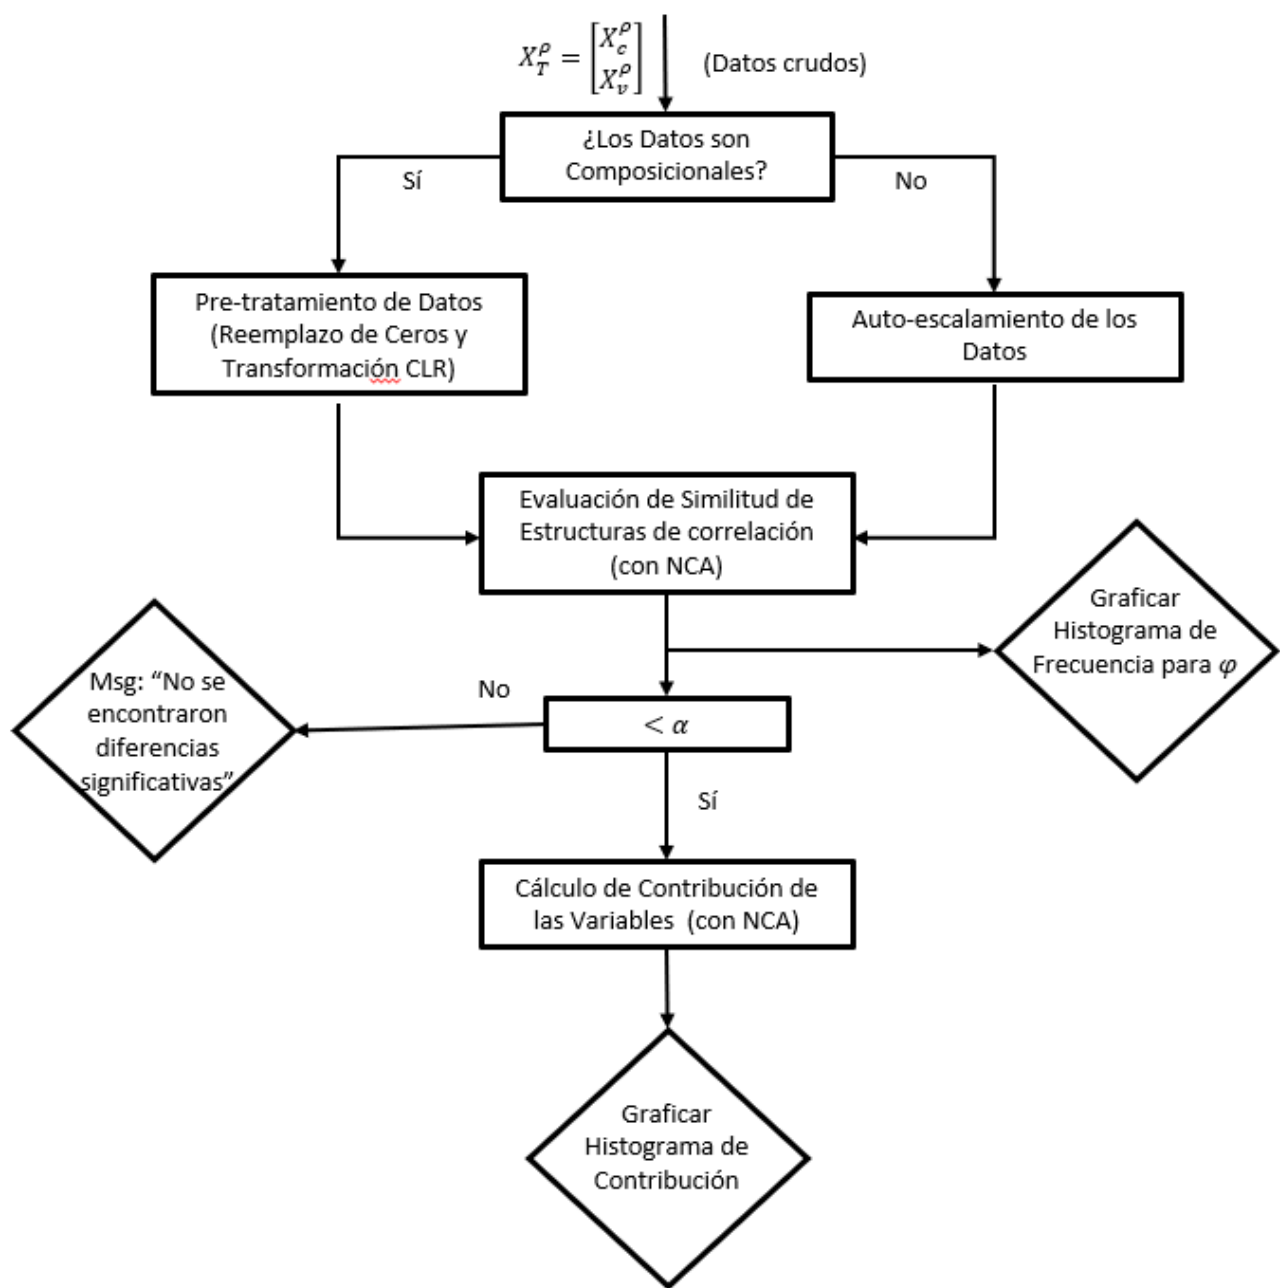 X_T^ρ = [X_c^ρ X_v^ρ] (Datos crudos)
¿Los Datos son
Composicionales?
Sí
No
Pre-tratamiento de Datos
(Reemplazo de Ceros y
Transformación CLR)
Auto-escalamiento de los
Datos
Evaluación de Similitud de
Estructuras de correlación
(con NCA)
Graficar
Histograma de
Frecuencia para φ
Msg: “No se
encontraron
diferencias
significativas”
No
< α
Sí
Cálculo de Contribución de
las Variables (con NCA)
Graficar
Histograma de
Contribución